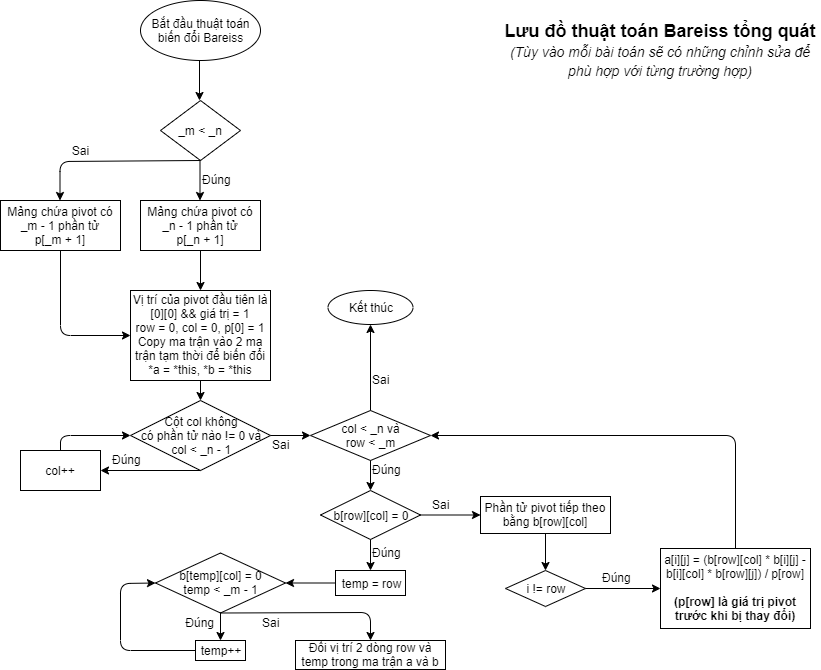 Bắt đầu thuật toán
biến đổi Bareiss
Lưu đồ thuật toán Bareiss tổng quát
(Tùy vào mỗi bài toán sẽ có những chỉnh sửa để
phù hợp với từng trường hợp)
_m < _n
Sai
Đúng
Mảng chứa pivot có
_m - 1 phần tử
p[_m + 1]
Mảng chứa pivot có
_n - 1 phần tử
p[_n + 1]
Vị trí của pivot đầu tiên là
[0][0] && giá trị = 1
row = 0, col = 0, p[0] = 1
Copy ma trận vào 2 ma
trận tạm thời để biến đổi
*a = *this, *b = *this
Kết thúc
Sai
Cột col không
có phần tử nào != 0 và
col < _n - 1
Sai
Đúng
col++
col < _n và
row < _m
Đúng
b[row][col] = 0
Sai
Phần tử pivot tiếp theo
bằng b[row][col]
Đúng
i != row
Đúng
a[i][j] = (b[row][col] * b[i][j] -
b[i][col] * b[row][j]) / p[row]
(p[row] là giá trị pivot
trước khi bị thay đổi)
temp = row
b[temp][col] = 0
temp < _m - 1
Đúng
Sai
temp++
Đổi vị trí 2 dòng row và
temp trong ma trận a và b